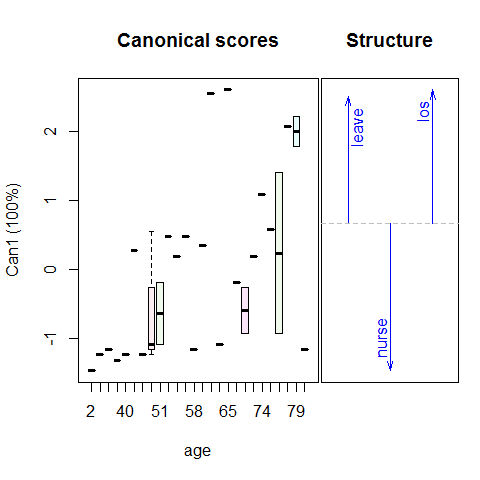 Canonical scores
Structure
Can1 (100%)
2
1
0
-1
2
40
51
58
65
74
79
age
leave
los
nurse